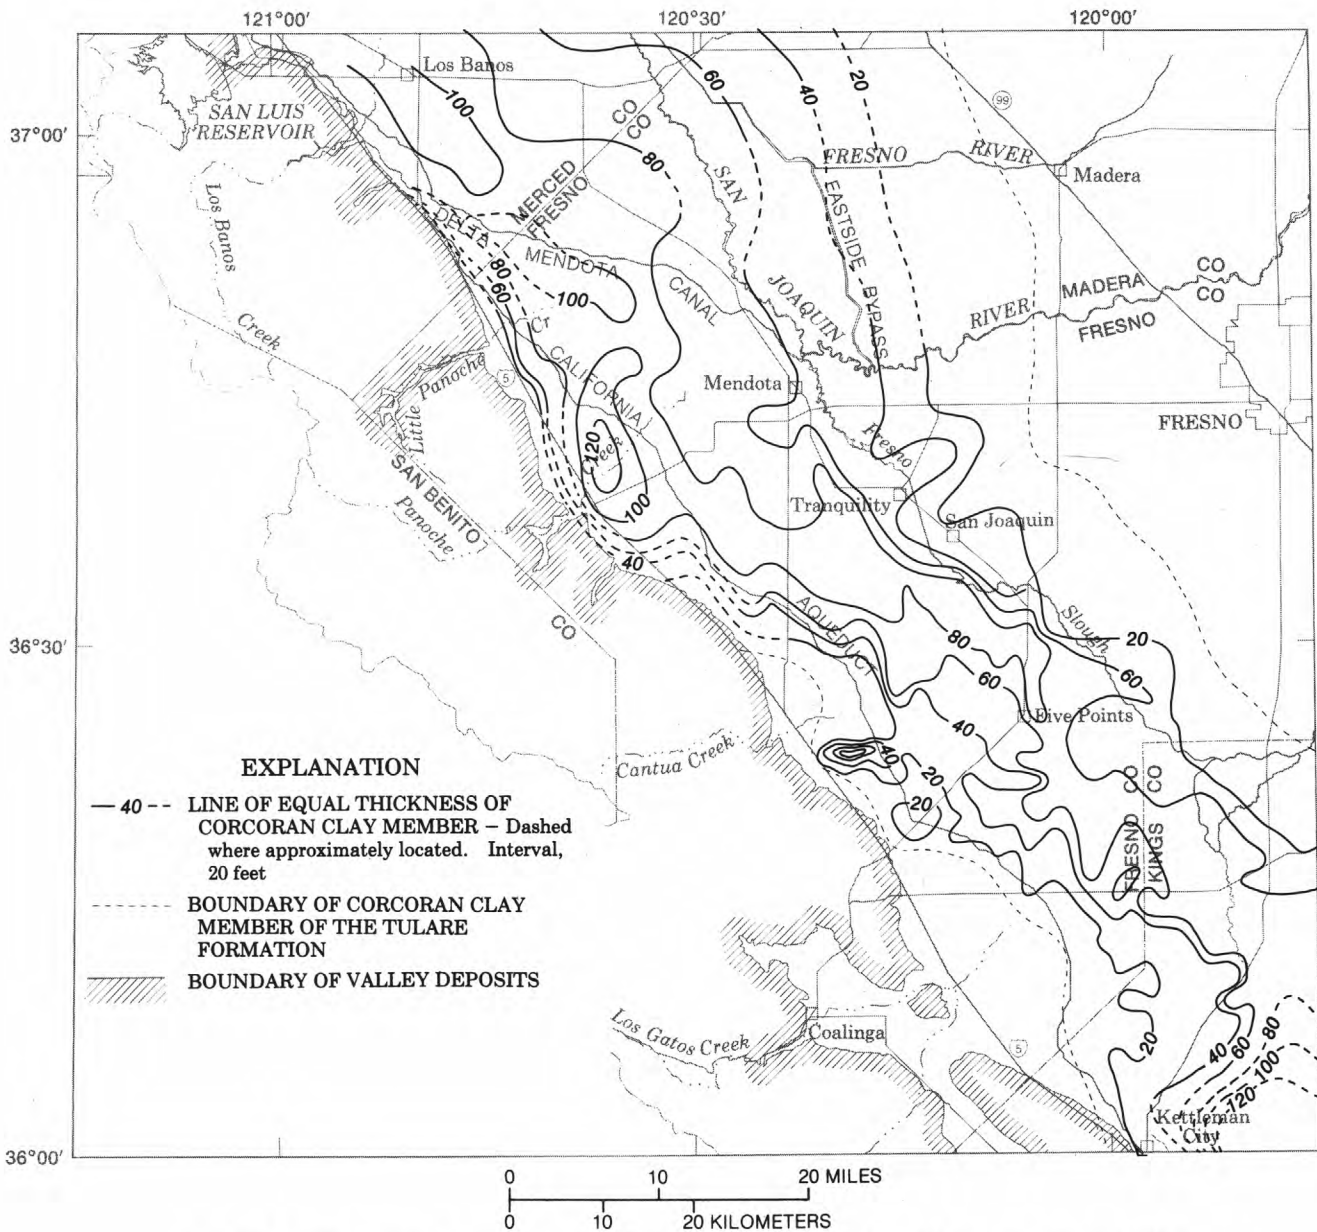 121°00'
120°30'
120°00'
37°00'
36°30'
36°00'
Los Banos
SAN LUIS
RESERVOIR
100
60
40
20
99
CO
CO
80
MERCED
FRESNO
SAN
JOAQUIN
RIVER
FRESNO
RIVER
Madera
EASTSIDE
BYPASS
Los Banos
Creek
DELTA
MENDOTA
CANAL
80
60
100
MADERA
CO
FRESNO
CO
Cr
Panoche
Little
5
CALIFORNIA
AQUEDUCT
Mendota
FRESNO
120
Creek
SAN BENITO
CO
Panoche
100
Tranquility
Fresno
Slough
San Joaquin
40
80
60
40
20
60
Five Points
Cantua Creek
40
20
20
FRESNO CO
KINGS CO
EXPLANATION
40 LINE OF EQUAL THICKNESS OF
CORCORAN CLAY MEMBER – Dashed
where approximately located. Interval,
20 feet
BOUNDARY OF CORCORAN CLAY
MEMBER OF THE TULARE
FORMATION
BOUNDARY OF VALLEY DEPOSITS
Los Gatos Creek
Coalinga
5
20
40
60
80
100
120
Kettleman
City
0 10 20 MILES
0 10 20 KILOMETERS